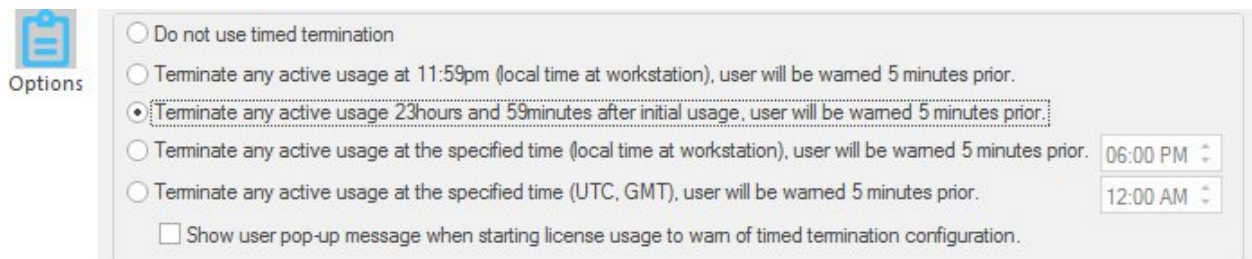 Options
Do not use timed termination
Terminate any active usage at 11:59pm (local time at workstation), user will be warned 5 minutes prior.
Terminate any active usage 23hours and 59minutes after initial usage, user will be warned 5 minutes prior.
Terminate any active usage at the specified time (local time at workstation), user will be warned 5 minutes prior. 06:00 PM
Terminate any active usage at the specified time (UTC, GMT), user will be warned 5 minutes prior. 12:00 AM
Show user pop-up message when starting license usage to warn of timed termination configuration.